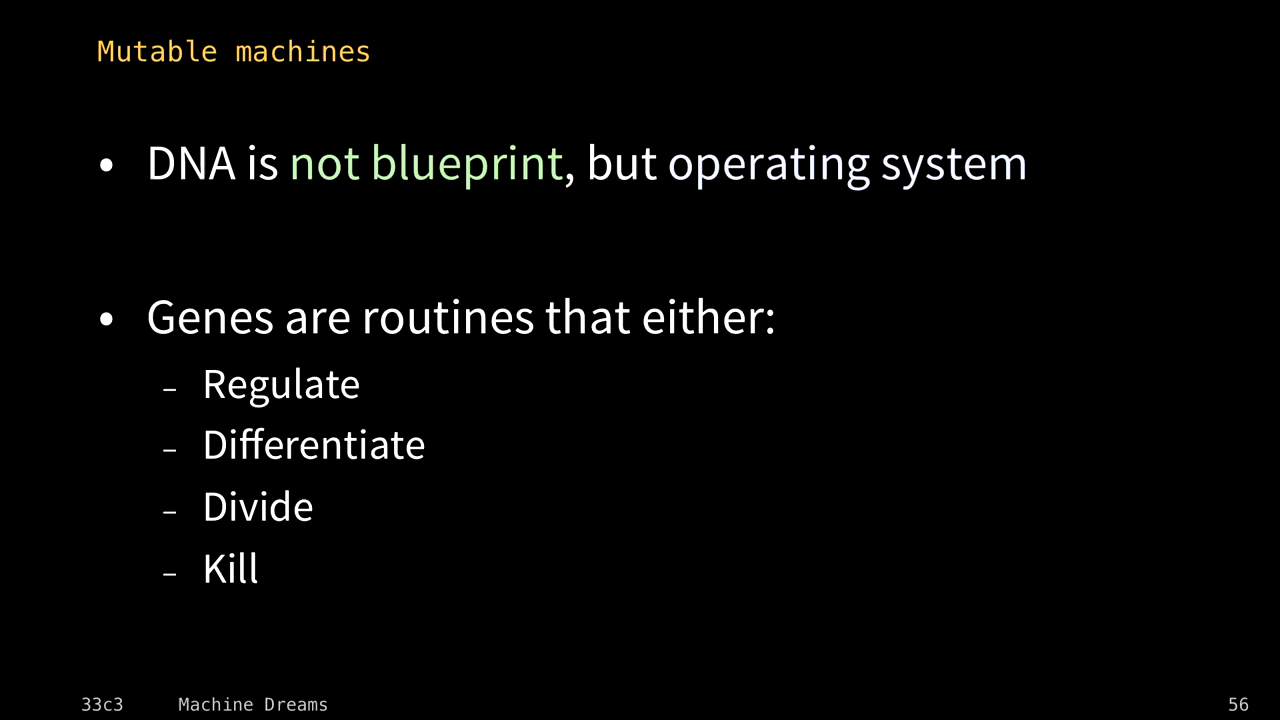 Mutable machines
• DNA is not blueprint, but operating system
• Genes are routines that either:
– Regulate
– Differentiate
– Divide
– Kill
33c3 Machine Dreams 56